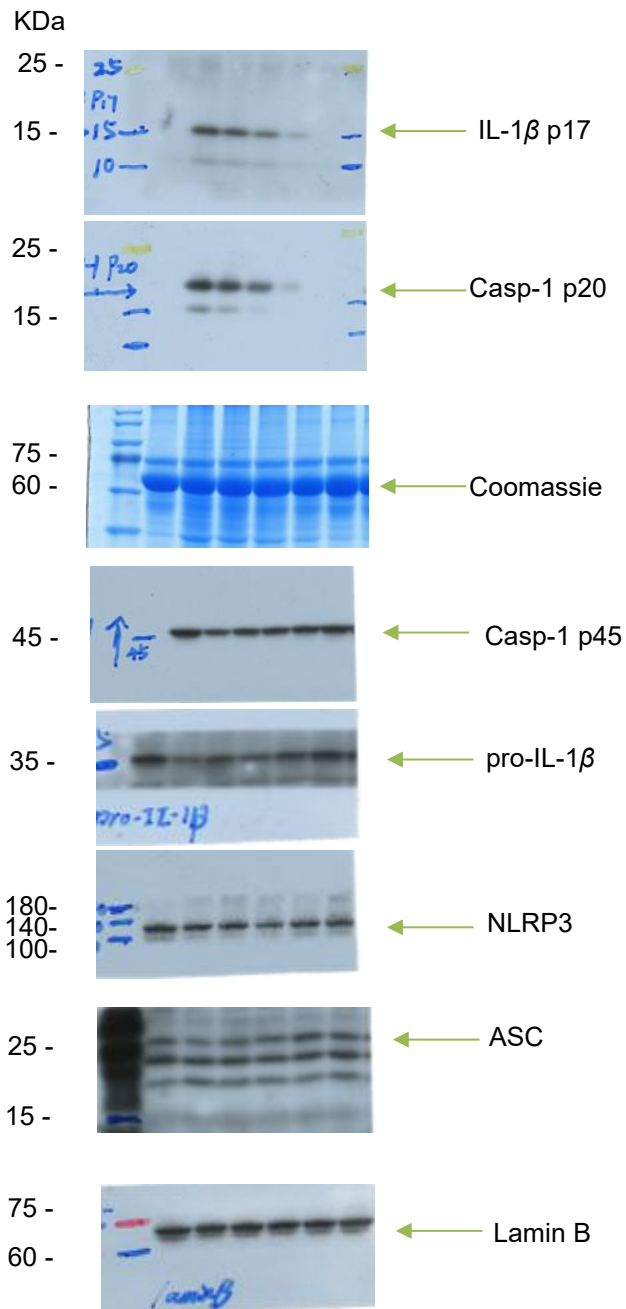 KDa
25 -
25
P17
15 -
15
IL-1β p17
10
25 -
P20
Casp-1 p20
15 -
75 -
60 -
Coomassie
45 -
45
Casp-1 p45
35 -
pro-IL-1β
pro-IL-1β
180-
140-
100-
NLRP3
25 -
ASC
15 -
75 -
60 -
Lamin B
LaminB